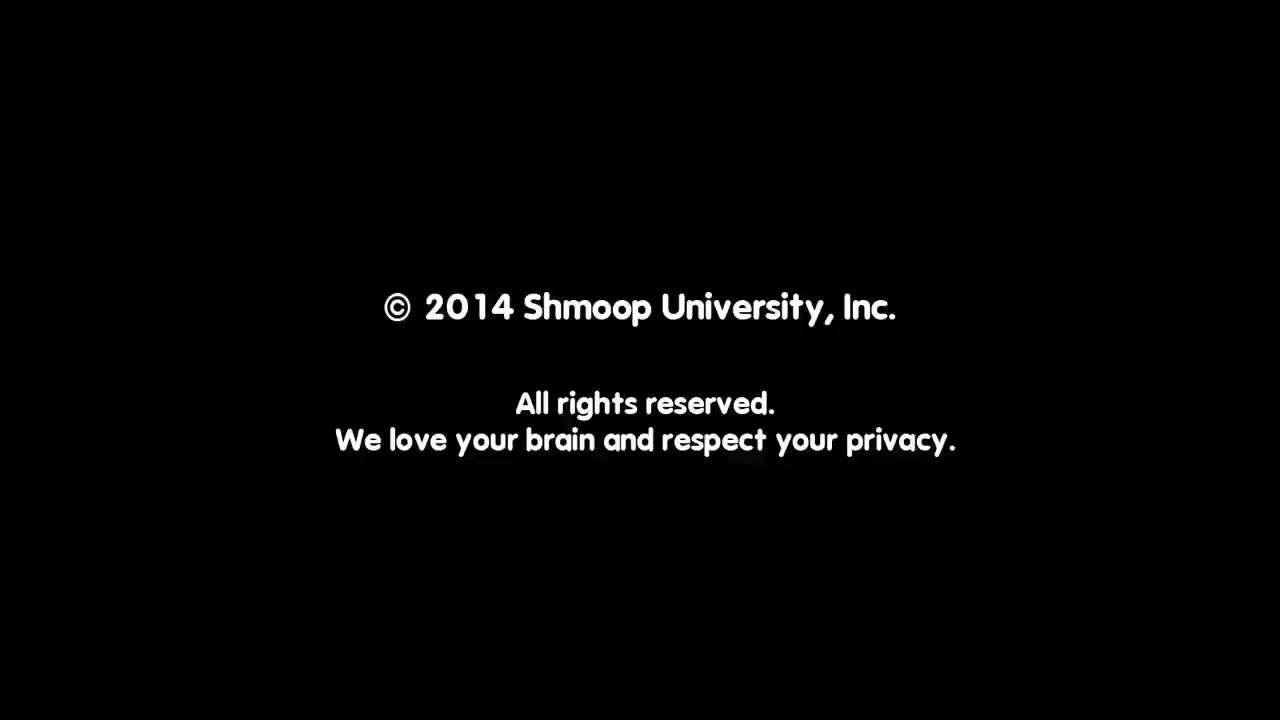 © 2014 Shmoop University, Inc.
All rights reserved.
We love your brain and respect your privacy.